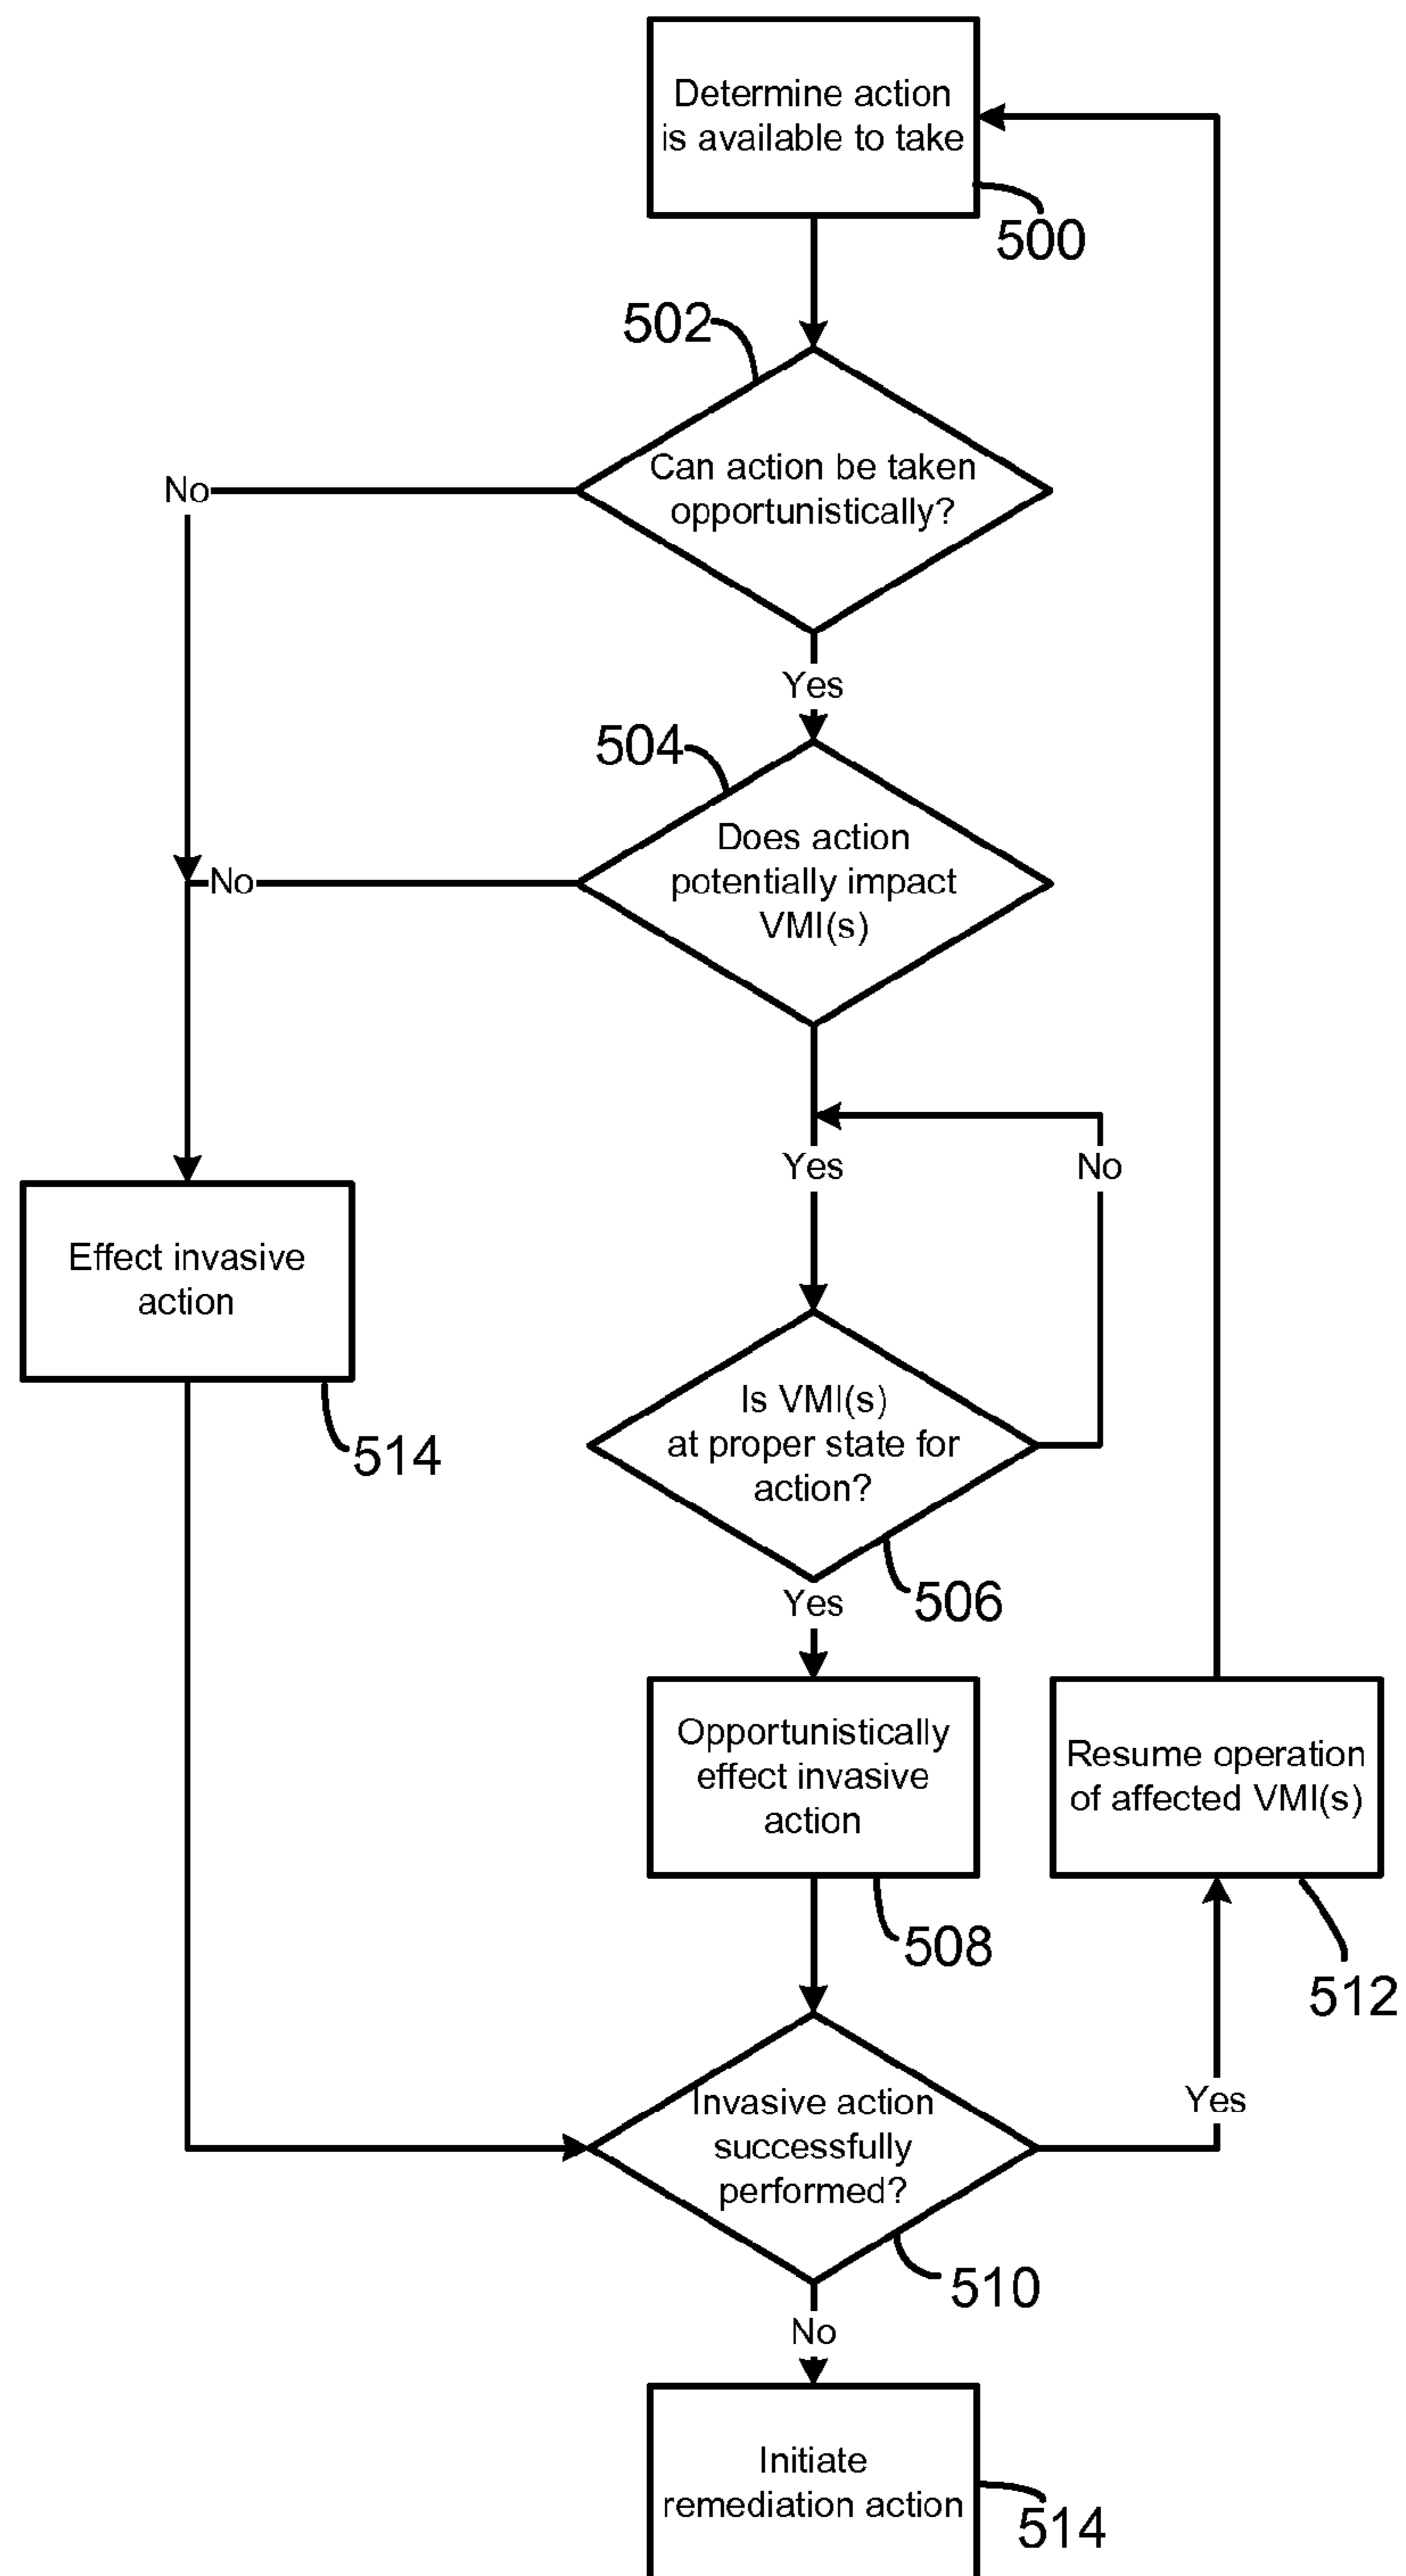 Determine action
is available to take
500
502
Can action be taken
opportunistically?
No
Yes
504
Does action
potentially impact
VMI(s)
No
Yes
No
Effect invasive
action
514
Is VMI(s)
at proper state for
action?
506
Yes
Opportunistically
effect invasive
action
508
Resume operation
of affected VMI(s)
512
Invasive action
successfully
performed?
Yes
510
No
Initiate
remediation action
514